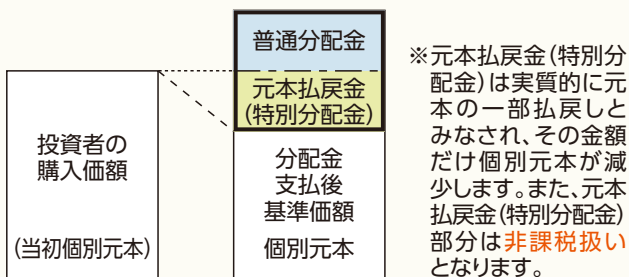 普通分配金
元本払戻金
(特別分配金)
投資者の
購入価額
(当初個別元本)
分配金
支払後
基準価額
個別元本
※元本払戻金(特別分
配金)は実質的に元
本の一部払戻しと
みなされ、その金額
だけ個別元本が減
少します。また、元本
払戻金(特別分配金)
部分は非課税扱い
となります。